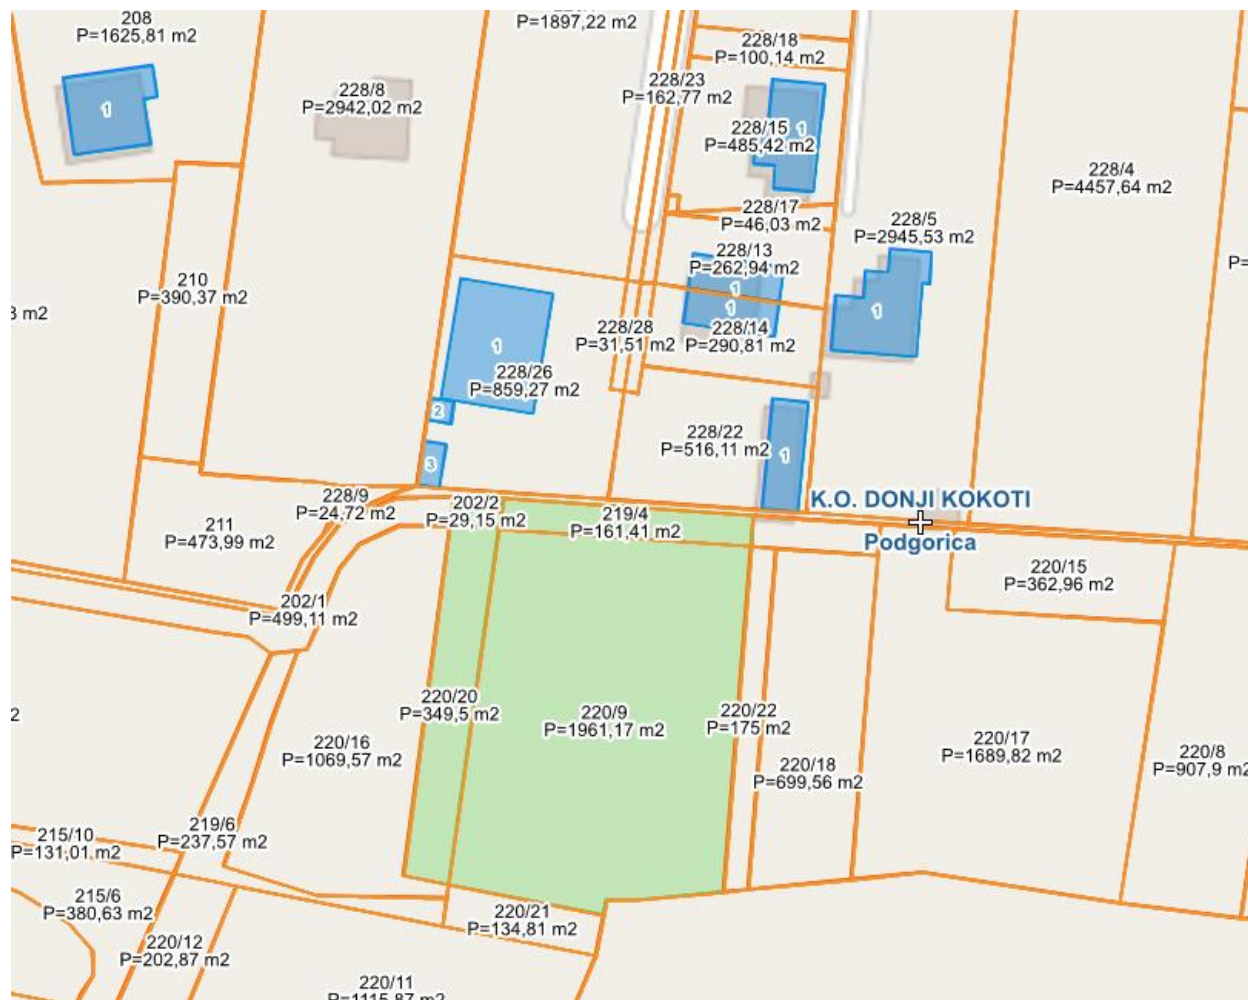 208
P=1625,81 m2
P=1897,22 m2
228/18
P=100,14 m2
228/23
P=162,77 m2
228/8
P=2942,02 m2
1
228/15
1
P=485,42 m2
228/4
P=4457,64 m2
228/17
P=46,03 m2
228/5
P=2945,53 m2
228/13
P=262,94 m2
P=
210
P=390,37 m2
1
1
1
3 m2
228/28
P=31,51 m2
228/14
P=290,81 m2
1
228/26
P=859,27 m2
2
228/22
P=516,11 m2
1
3
228/9
P=24,72 m2
202/2
P=29,15 m2
219/4
P=161,41 m2
K.O. DONJI KOKOTI
Podgorica
211
P=473,99 m2
220/15
P=362,96 m2
202/1
P=499,11 m2
220/20
P=349,5 m2
220/9
P=1961,17 m2
220/22
P=175 m2
2
220/16
P=1069,57 m2
220/17
P=1689,82 m2
220/8
P=907,9 m2
220/18
P=699,56 m2
219/6
P=237,57 m2
215/10
P=131,01 m2
215/6
P=380,63 m2
220/21
P=134,81 m2
220/12
P=202,87 m2
220/11
P=1115,87 m2